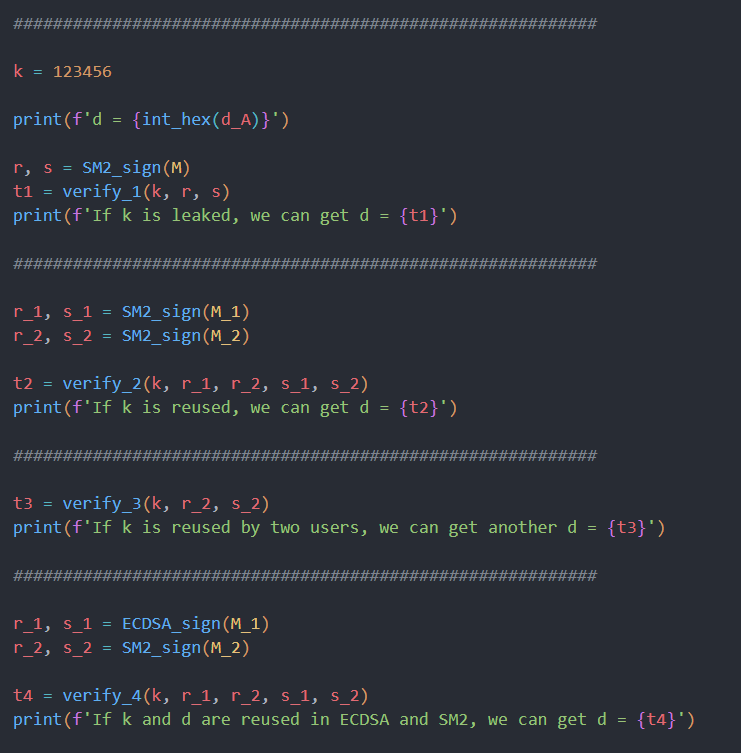 ###########################################################
k = 123456
print(f'd = {int_hex(d_A)}')
r, s = SM2_sign(M)
t1 = verify_1(k, r, s)
print(f'If k is leaked, we can get d = {t1}')
###########################################################
r_1, s_1 = SM2_sign(M_1)
r_2, s_2 = SM2_sign(M_2)
t2 = verify_2(k, r_1, r_2, s_1, s_2)
print(f'If k is reused, we can get d = {t2}')
###########################################################
t3 = verify_3(k, r_2, s_2)
print(f'If k is reused by two users, we can get another d = {t3}')
###########################################################
r_1, s_1 = ECDSA_sign(M_1)
r_2, s_2 = SM2_sign(M_2)
t4 = verify_4(k, r_1, r_2, s_1, s_2)
print(f'If k and d are reused in ECDSA and SM2, we can get d = {t4}')